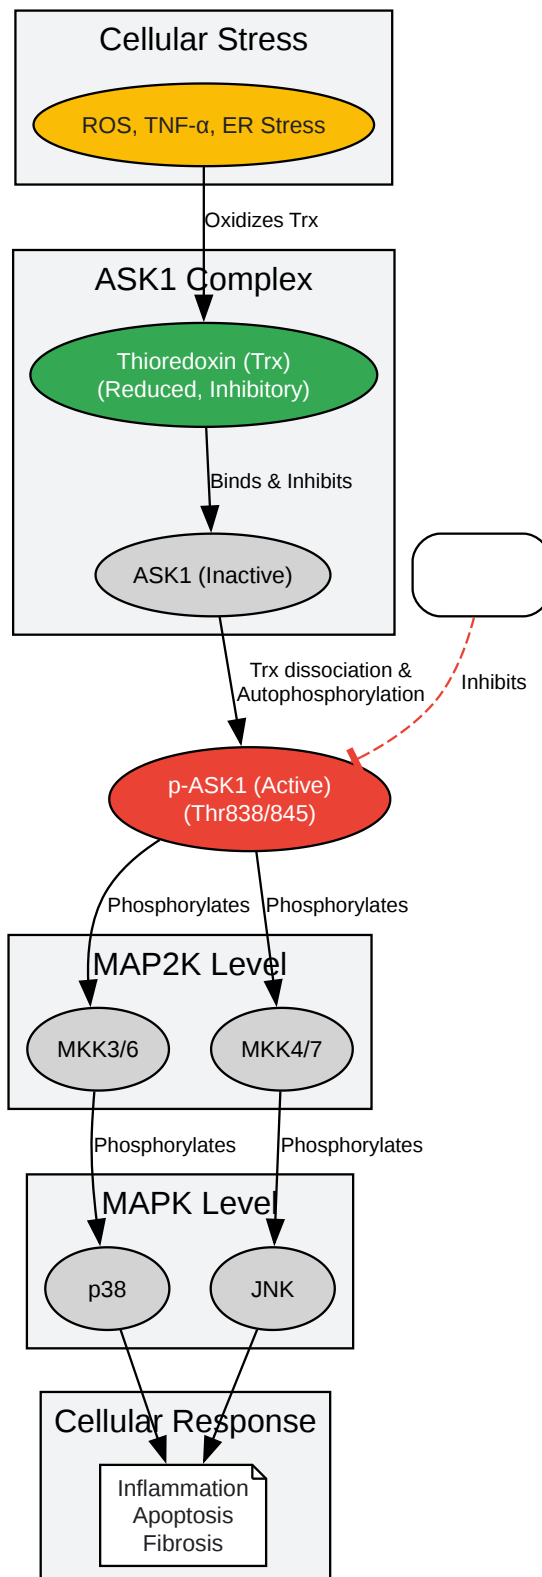 Cellular Stress
ROS, TNF-α, ER Stress
Oxidizes Trx
ASK1 Complex
Thioredoxin (Trx)
(Reduced, Inhibitory)
Binds & Inhibits
ASK1 (Inactive)
Trx dissociation &
Autophosphorylation
Inhibits
p-ASK1 (Active)
(Thr838/845)
Phosphorylates
Phosphorylates
MAP2K Level
MKK3/6
MKK4/7
Phosphorylates
Phosphorylates
MAPK Level
p38
JNK
Cellular Response
Inflammation
Apoptosis
Fibrosis